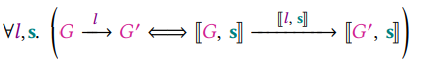 ∀l,s. (G —l→ G′ ⟺ ⟦G, s⟧ —⟦l, s⟧→ ⟦G′, s⟧)